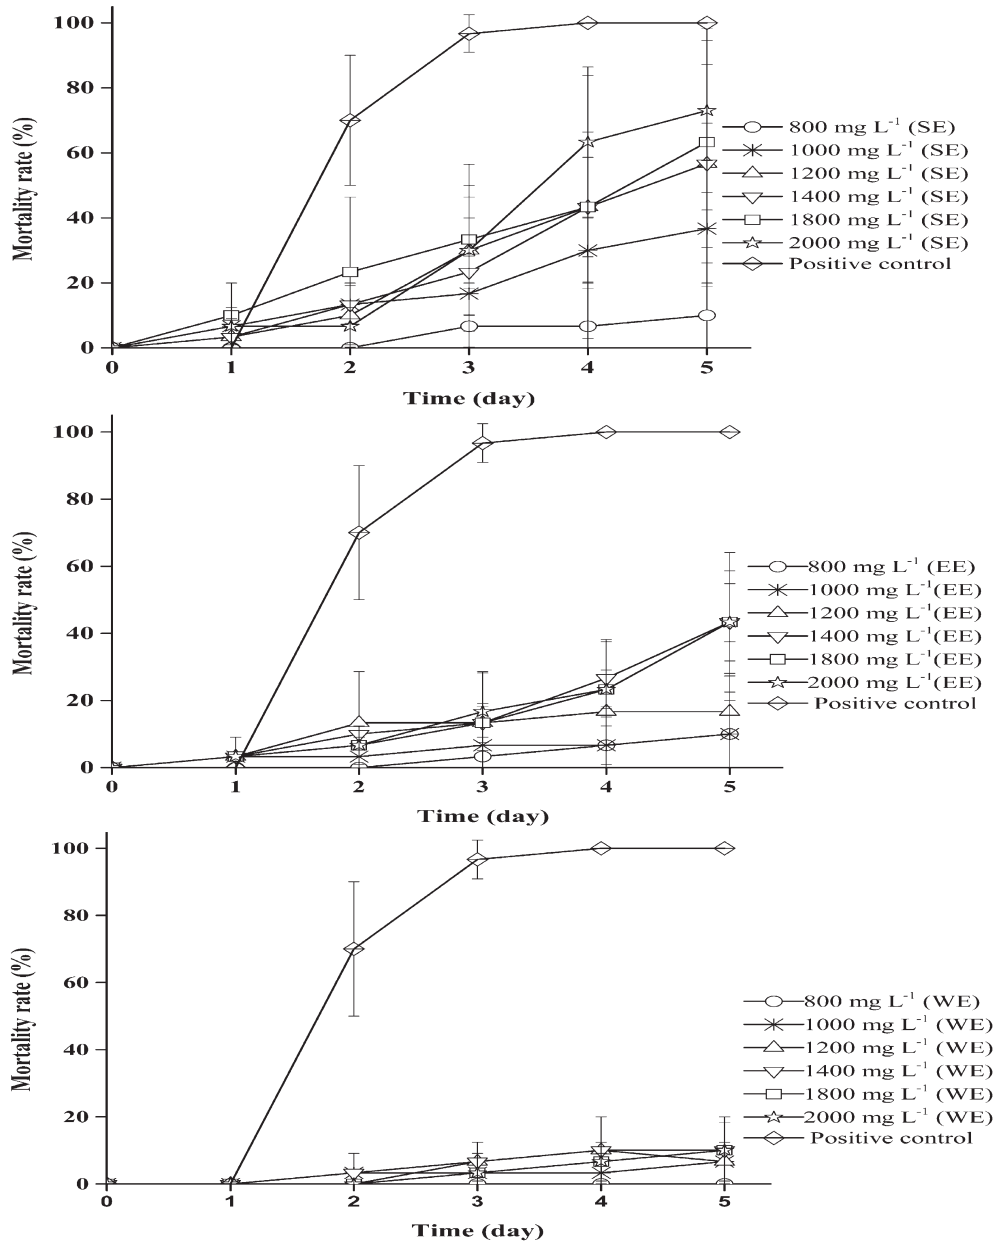 100
80
60
40
20
0
Mortality rate (%)
0 1 2 3 4 5
Time (day)
800 mg L⁻¹ (SE)
1000 mg L⁻¹ (SE)
1200 mg L⁻¹ (SE)
1400 mg L⁻¹ (SE)
1800 mg L⁻¹ (SE)
2000 mg L⁻¹ (SE)
Positive control
100
80
60
40
20
0
Mortality rate (%)
0 1 2 3 4 5
Time (day)
800 mg L⁻¹ (EE)
1000 mg L⁻¹(EE)
1200 mg L⁻¹(EE)
1400 mg L⁻¹(EE)
1800 mg L⁻¹(EE)
2000 mg L⁻¹(EE)
Positive control
100
80
60
40
20
0
Mortality rate (%)
0 1 2 3 4 5
Time (day)
800 mg L⁻¹ (WE)
1000 mg L⁻¹ (WE)
1200 mg L⁻¹ (WE)
1400 mg L⁻¹ (WE)
1800 mg L⁻¹ (WE)
2000 mg L⁻¹ (WE)
Positive control